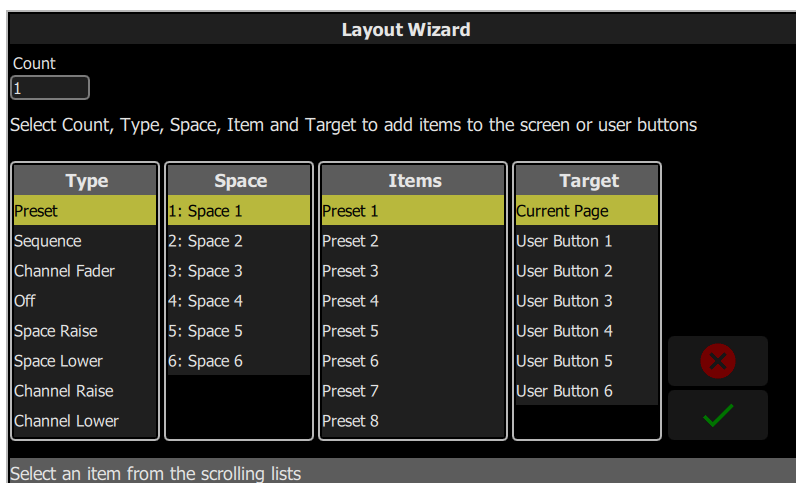 Layout Wizard
Count
1
Select Count, Type, Space, Item and Target to add items to the screen or user buttons
Type Space Items Target
Preset 1: Space 1 Preset 1 Current Page
Sequence 2: Space 2 Preset 2 User Button 1
Channel Fader 3: Space 3 Preset 3 User Button 2
Off 4: Space 4 Preset 4 User Button 3
Space Raise 5: Space 5 Preset 5 User Button 4
Space Lower 6: Space 6 Preset 6 User Button 5
Channel Raise Preset 7 User Button 6
Channel Lower Preset 8
Select an item from the scrolling lists